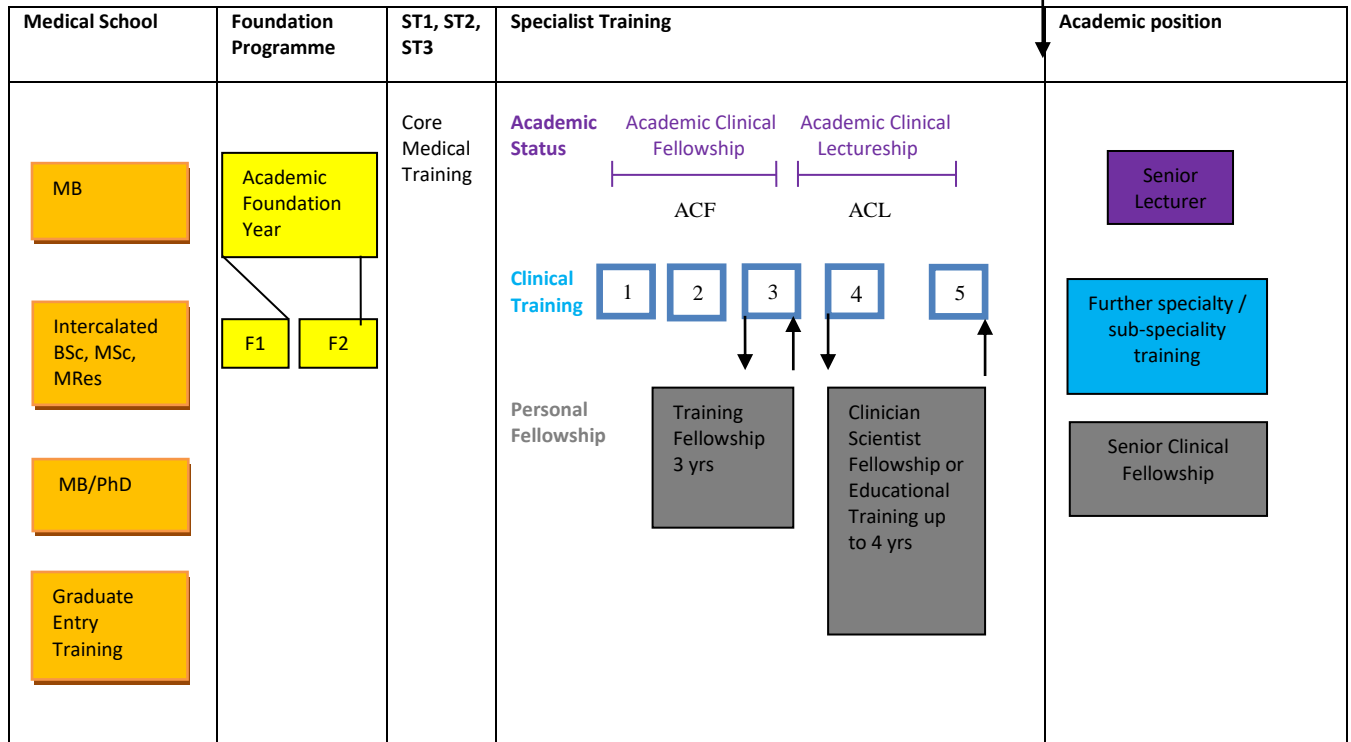 Medical School
Foundation
Programme
ST1, ST2,
ST3
Specialist Training
Academic position
MB
Intercalated
BSc, MSc,
MRes
MB/PhD
Graduate
Entry
Training
Academic
Foundation
Year
F1
F2
Core
Medical
Training
Academic
Status
Academic Clinical
Fellowship
Academic Clinical
Lectureship
ACF
ACL
Clinical
Training
1
2
3
4
5
Personal
Fellowship
Training
Fellowship
3 yrs
Clinician
Scientist
Fellowship or
Educational
Training up
to 4 yrs
Senior
Lecturer
Further specialty /
sub-speciality
training
Senior Clinical
Fellowship